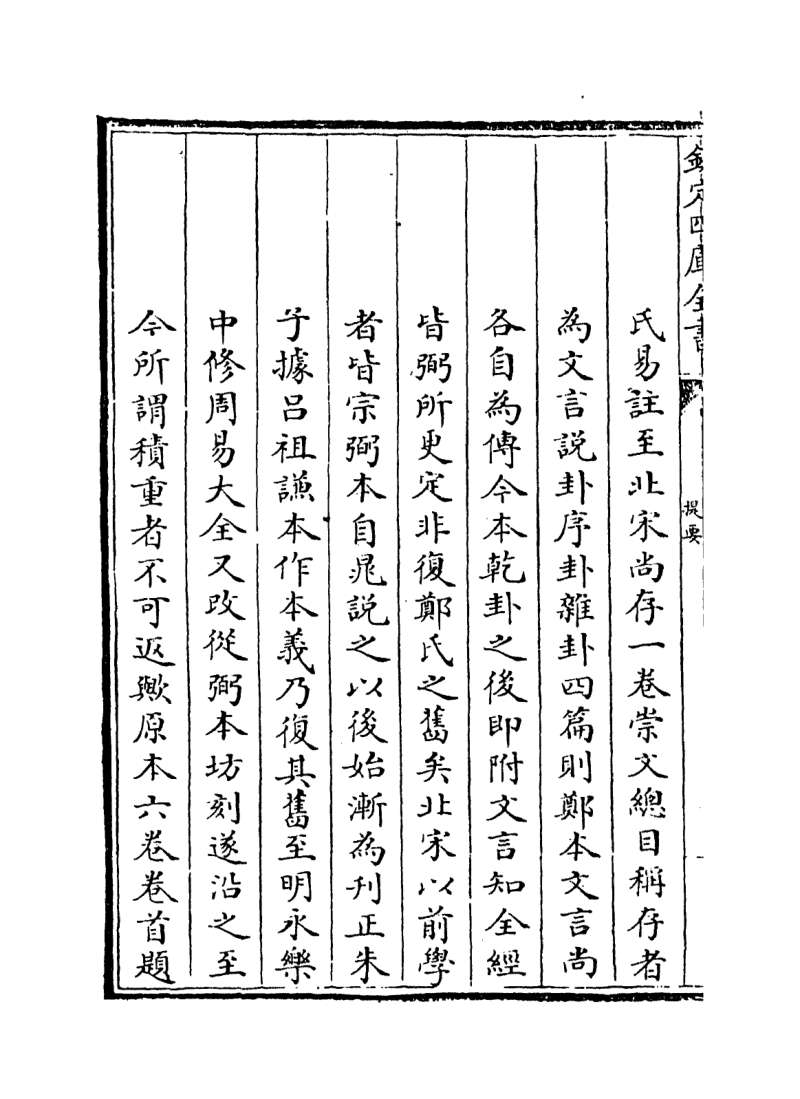 欽定四庫全書
提要
氏易註至北宋尚存一卷崇文總目稱存者
為文言説卦序卦雜卦四篇則鄭本文言尚
各自為傳今本乾卦之後即附文言知全經
皆弼所更定非復鄭氏之舊矣北宋以前學
者皆宗弼本自晁説之以後始漸為刋正朱
子據吕祖謙本作本義乃復其舊至明永樂
中修周易大全又改從弼本坊刻遂沿之至
今所謂積重者不可返歟原本六卷卷首題